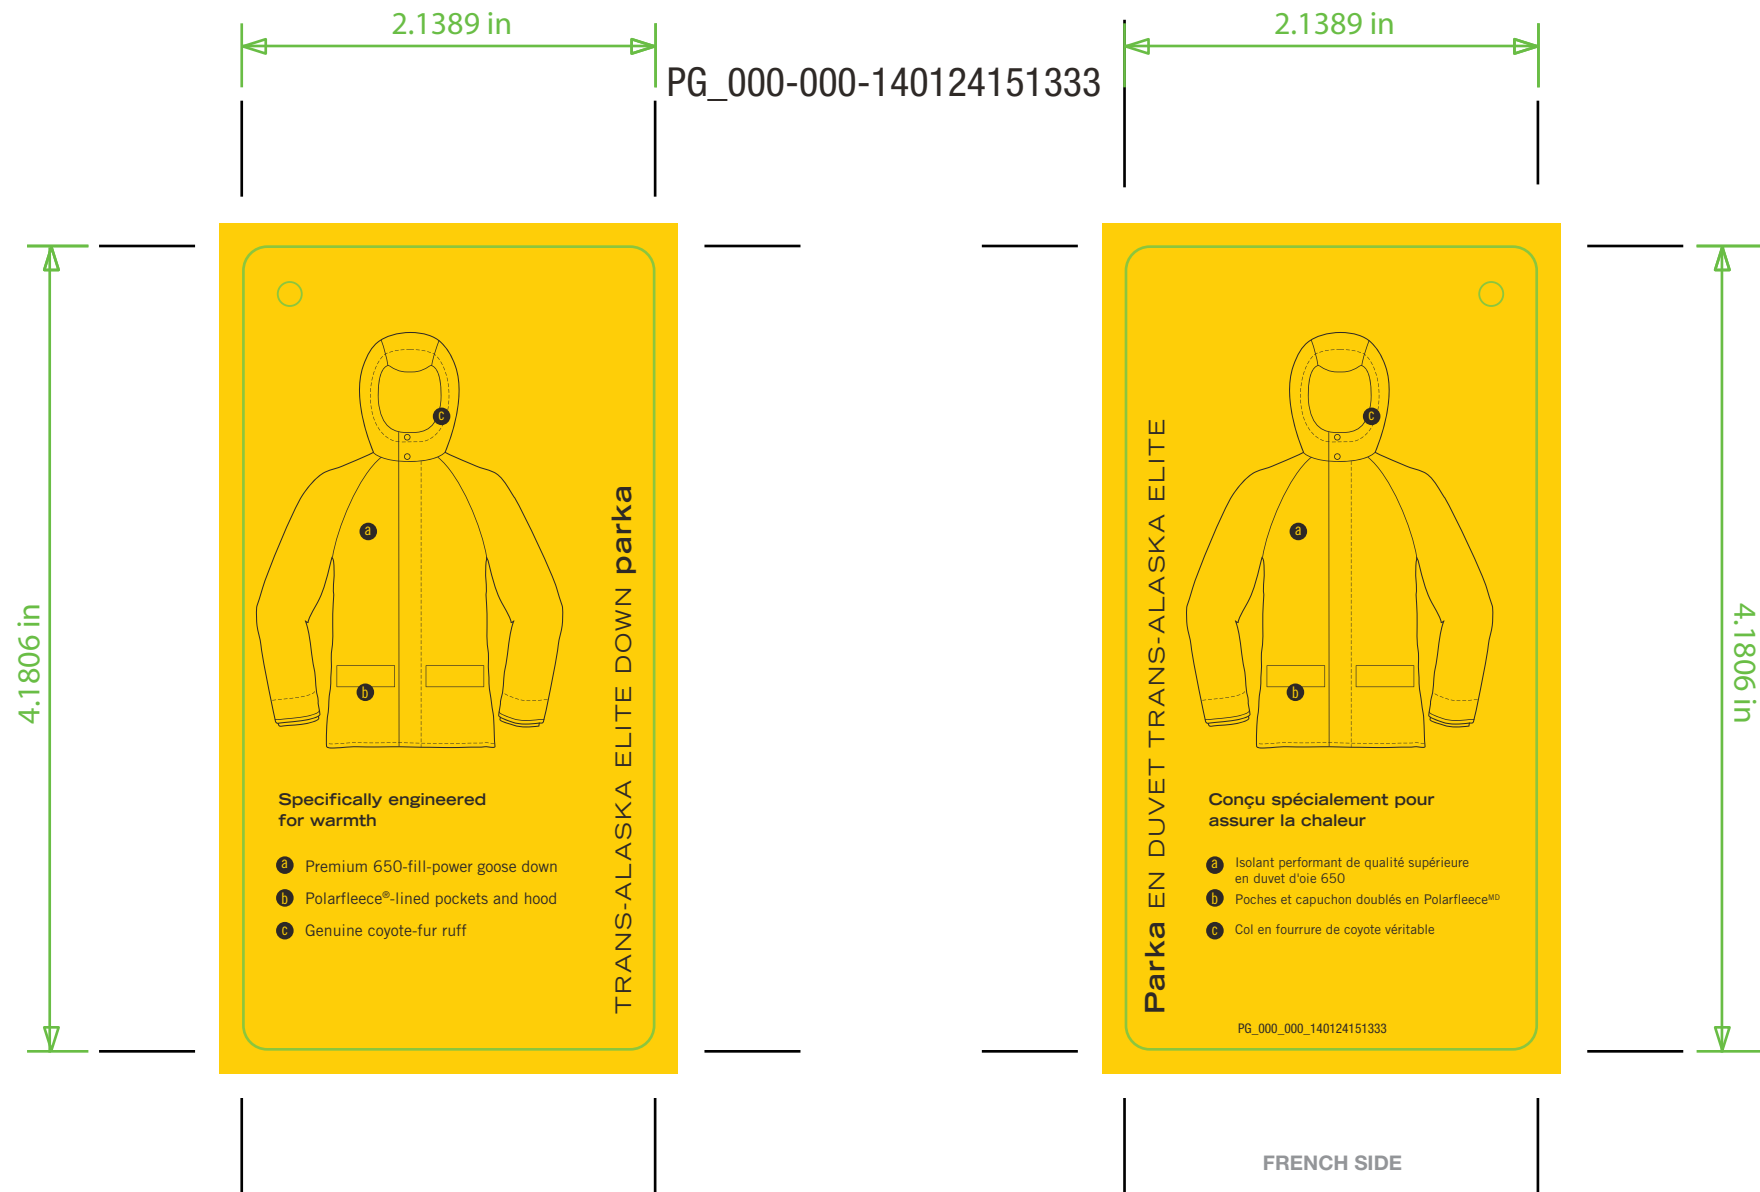 2.1389 in
2.1389 in
PG_000-000-140124151333
4.1806 in
4.1806 in
c
a
b
TRANS-ALASKA ELITE DOWN parka
Specifically engineered
for warmth
a Premium 650-fill-power goose down
b Polarfleece®-lined pockets and hood
c Genuine coyote-fur ruff
c
a
b
Parka EN DUVET TRANS-ALASKA ELITE
Conçu spécialement pour
assurer la chaleur
a Isolant performant de qualité supérieure
en duvet d'oie 650
b Poches et capuchon doublés en Polarfleeceᴹᴰ
c Col en fourrure de coyote véritable
PG_000_000_140124151333
FRENCH SIDE